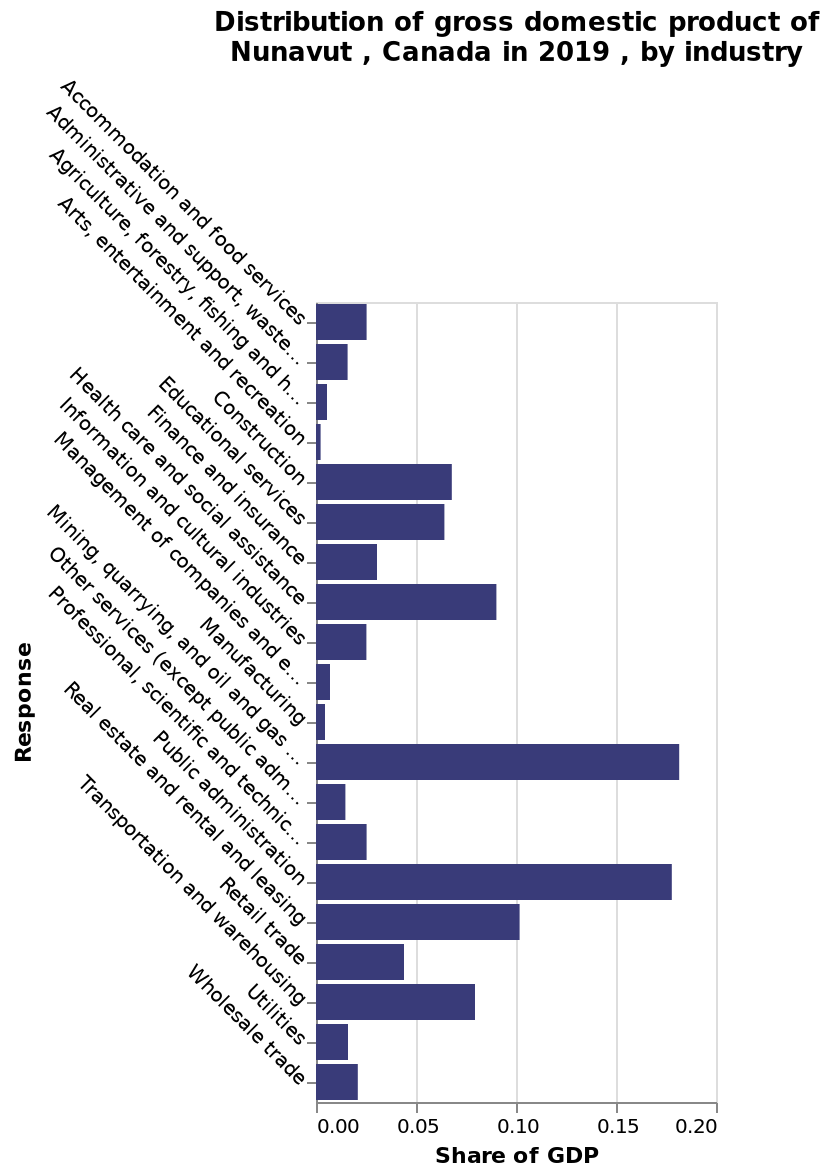 Distribution of gross domestic product of
Nunavut , Canada in 2019 , by industry
Accommodation and food services
Administrative and support, waste...
Agriculture, forestry, fishing and h...
Arts, entertainment and recreation
Construction
Educational services
Finance and insurance
Health care and social assistance
Information and cultural industries
Management of companies and e...
Manufacturing
Mining, quarrying, and oil and gas ...
Other services (except public adm...
Professional, scientific and technic...
Public administration
Real estate and rental and leasing
Retail trade
Transportation and warehousing
Utilities
Wholesale trade
Response
0.00 0.05 0.10 0.15 0.20
Share of GDP